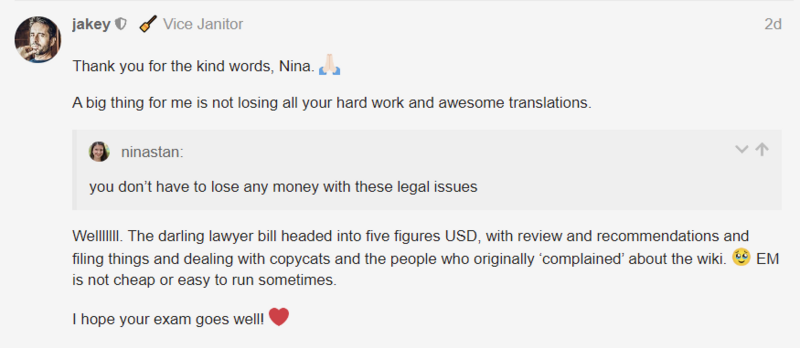 jakey Vice Janitor 2d
Thank you for the kind words, Nina. 🙏🏻
A big thing for me is not losing all your hard work and awesome translations.
ninastan:
you don’t have to lose any money with these legal issues
Welllllll. The darling lawyer bill headed into five figures USD, with review and recommendations and
filing things and dealing with copycats and the people who originally ‘complained’ about the wiki. 🥹 EM
is not cheap or easy to run sometimes.
I hope your exam goes well! ❤️